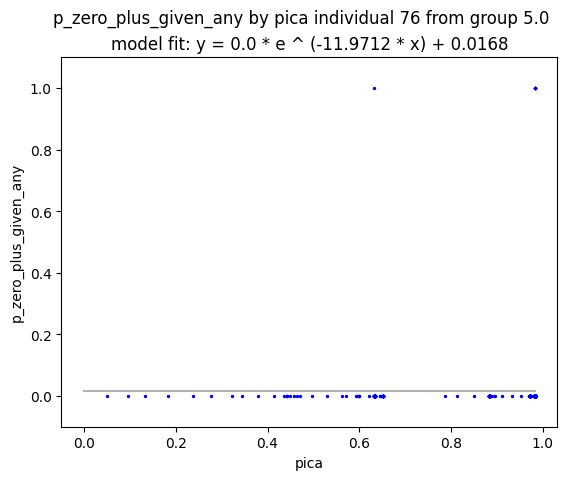 p_zero_plus_given_any by pica individual 76 from group 5.0
model fit: y = 0.0 * e ^ (-11.9712 * x) + 0.0168
p_zero_plus_given_any
1.0
0.8
0.6
0.4
0.2
0.0
0.0 0.2 0.4 0.6 0.8 1.0
pica